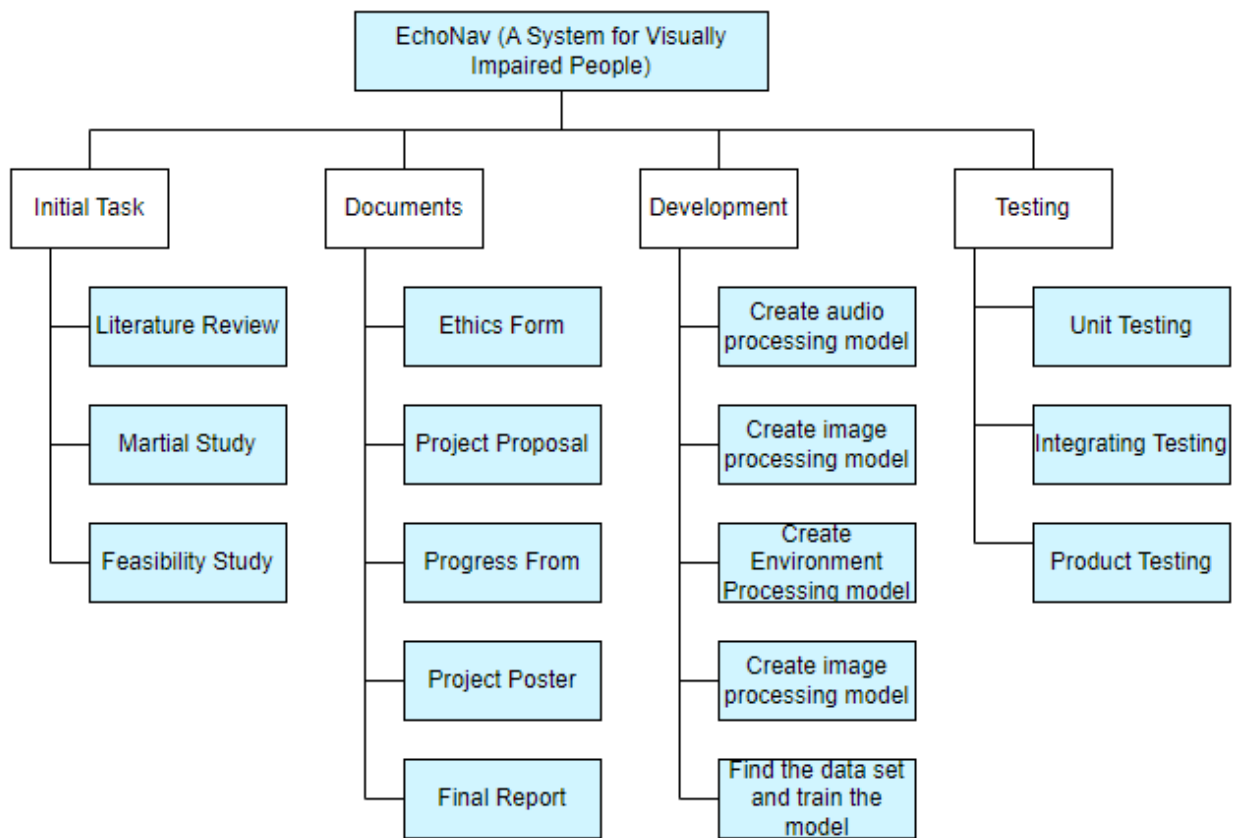 EchoNav (A System for Visually
Impaired People)
Initial Task
Documents
Development
Testing
Literature Review
Martial Study
Feasibility Study
Ethics Form
Project Proposal
Progress From
Project Poster
Final Report
Create audio
processing model
Create image
processing model
Create
Environment
Processing model
Create image
processing model
Find the data set
and train the
model
Unit Testing
Integrating Testing
Product Testing